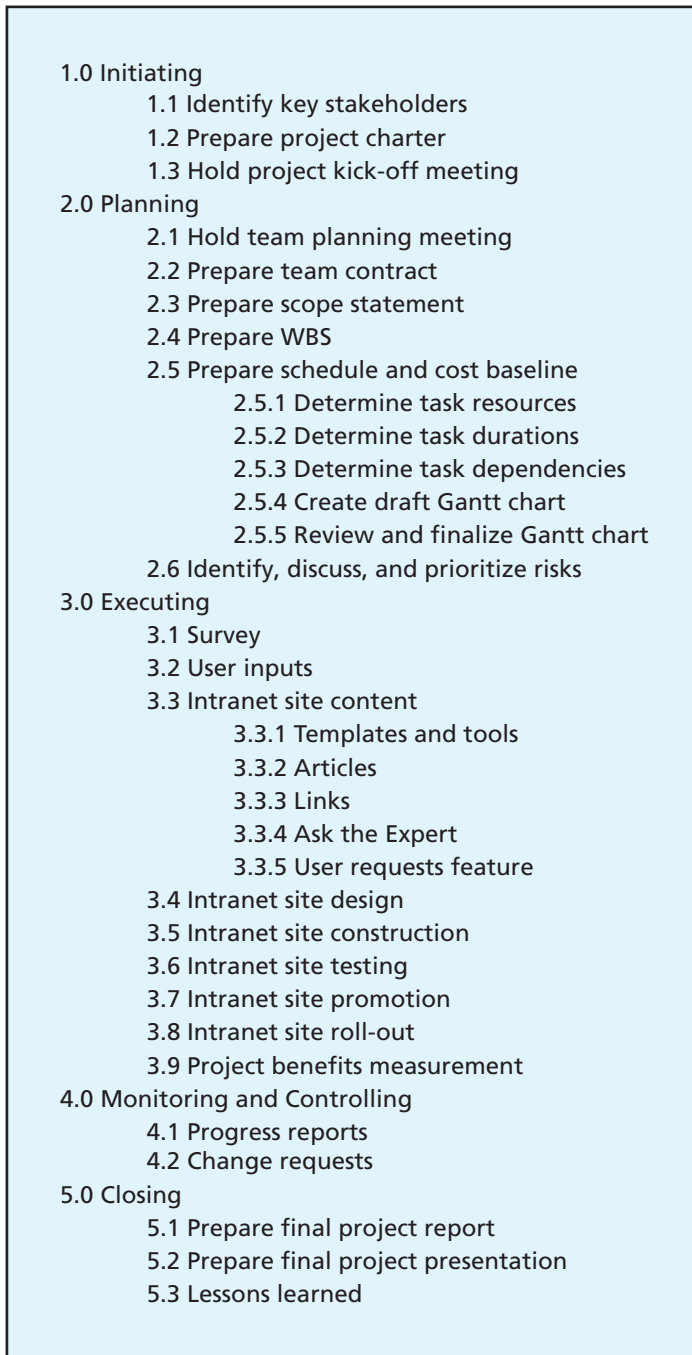 1.0 Initiating
1.1 Identify key stakeholders
1.2 Prepare project charter
1.3 Hold project kick-off meeting
2.0 Planning
2.1 Hold team planning meeting
2.2 Prepare team contract
2.3 Prepare scope statement
2.4 Prepare WBS
2.5 Prepare schedule and cost baseline
2.5.1 Determine task resources
2.5.2 Determine task durations
2.5.3 Determine task dependencies
2.5.4 Create draft Gantt chart
2.5.5 Review and finalize Gantt chart
2.6 Identify, discuss, and prioritize risks
3.0 Executing
3.1 Survey
3.2 User inputs
3.3 Intranet site content
3.3.1 Templates and tools
3.3.2 Articles
3.3.3 Links
3.3.4 Ask the Expert
3.3.5 User requests feature
3.4 Intranet site design
3.5 Intranet site construction
3.6 Intranet site testing
3.7 Intranet site promotion
3.8 Intranet site roll-out
3.9 Project benefits measurement
4.0 Monitoring and Controlling
4.1 Progress reports
4.2 Change requests
5.0 Closing
5.1 Prepare final project report
5.2 Prepare final project presentation
5.3 Lessons learned